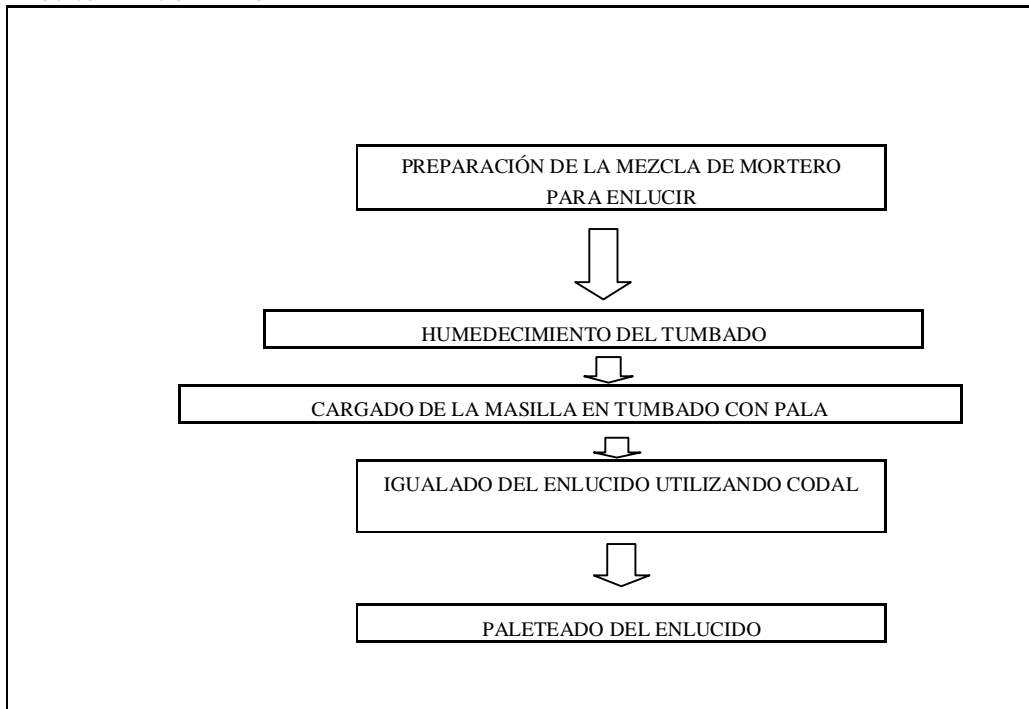 PREPARACIÓN DE LA MEZCLA DE MORTERO
PARA ENLUCIR
HUMEDECIMIENTO DEL TUMBADO
CARGADO DE LA MASILLA EN TUMBADO CON PALA
IGUALADO DEL ENLUCIDO UTILIZANDO CODAL
PALETEADO DEL ENLUCIDO